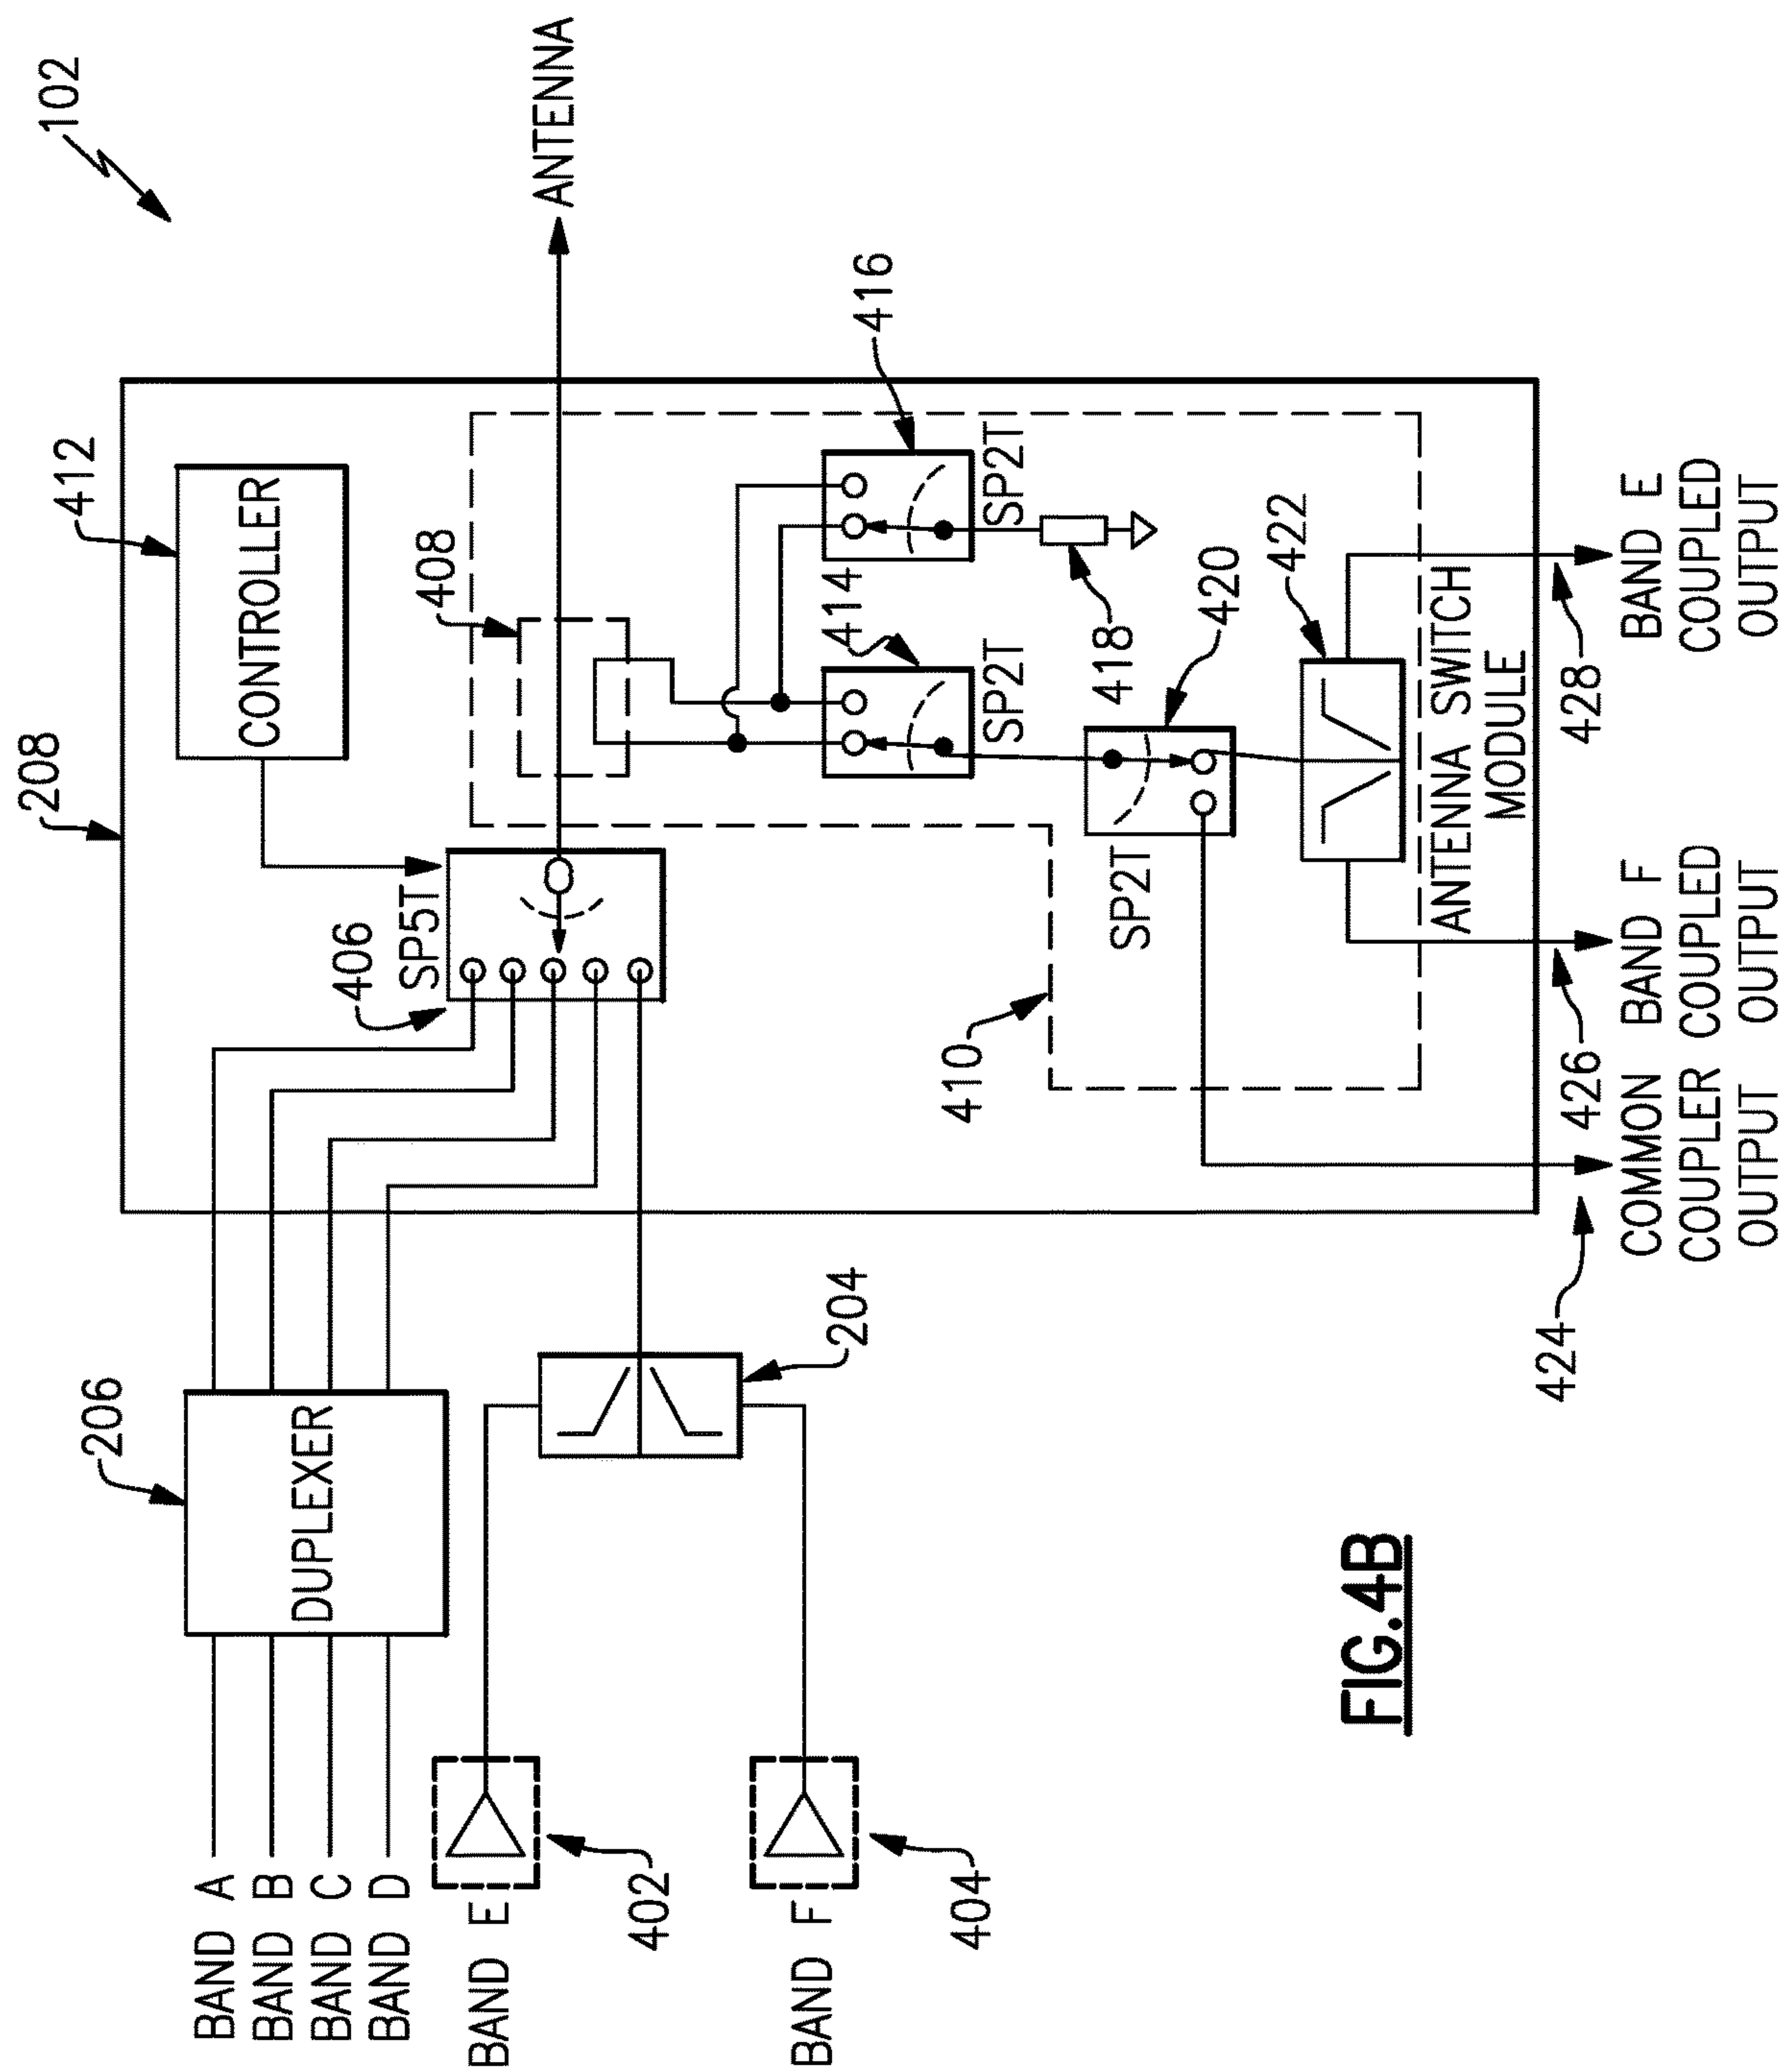 102
208
412
CONTROLLER
ANTENNA
206
DUPLEXER
BAND A
BAND B
BAND C
BAND D
406
SP5T
408
BAND E
402
204
BAND F
404
414
416
SP2T
SP2T
410
418
420
SP2T
422
ANTENNA SWITCH
MODULE
424
426
428
COMMON
COUPLER
OUTPUT
BAND F
COUPLED
OUTPUT
BAND E
COUPLED
OUTPUT
FIG.4B